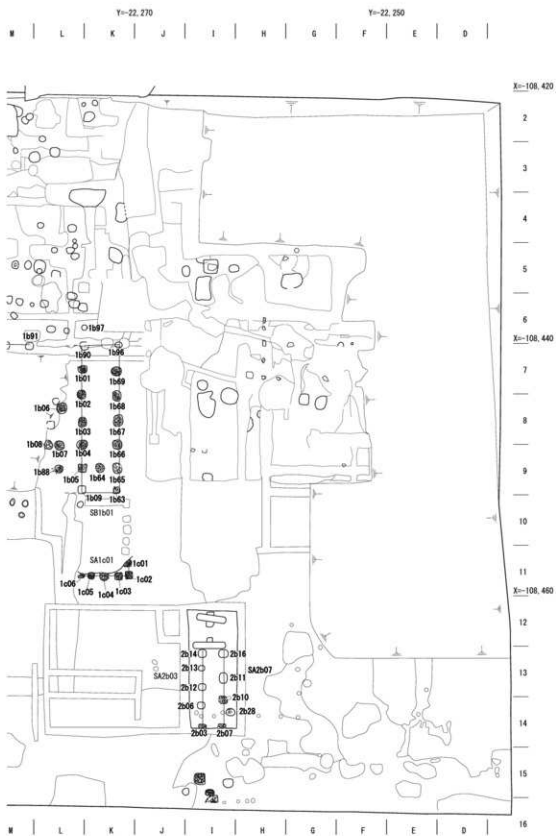 Y=-22,270 Y=-22,250
M L K J I H G F E D
X=-108,420
2
3
4
5
6
1b97
1b91
X=-108,440
1b90 1b96
7
1b01 1b69
1b02 1b68
1b06
8
1b03 1b67
1b08 1b07 1b04 1b66
9
1b88 1b05 1b64 1b65
1b09 1b63
SB1b01
10
SA1c01
1c01
11
1c06 1c05 1c04 1c03 1c02
X=-108,460
12
2b14 2b16
2b13 SA2b07
SA2b03 2b11
13
2b12 2b10
2b06 2b28
14
2b03 2b07
15
M L K J I H G F E D
16